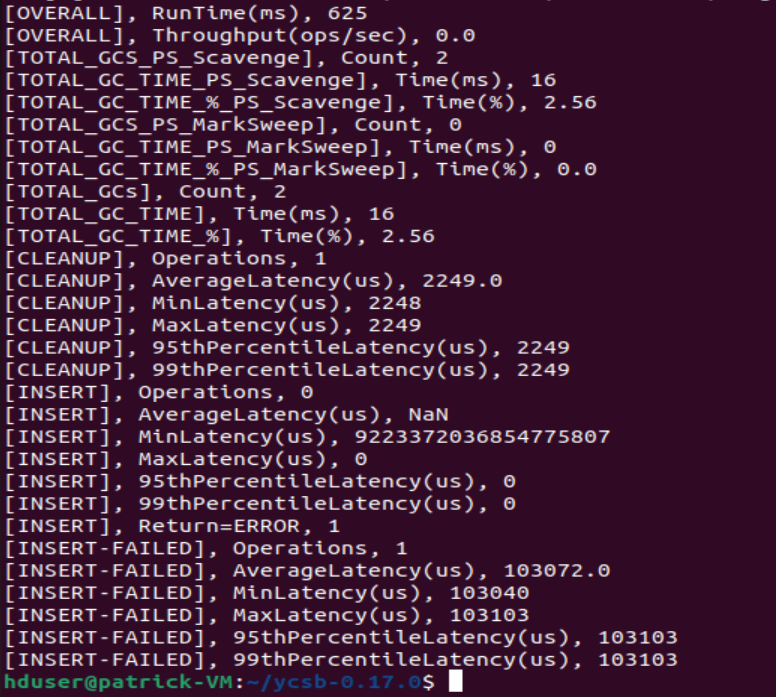 [OVERALL], RunTime(ms), 625
[OVERALL], Throughput(ops/sec), 0.0
[TOTAL_GCS_PS_Scavenge], Count, 2
[TOTAL_GC_TIME_PS_Scavenge], Time(ms), 16
[TOTAL_GC_TIME_%_PS_Scavenge], Time(%), 2.56
[TOTAL_GCS_PS_MarkSweep], Count, 0
[TOTAL_GC_TIME_PS_MarkSweep], Time(ms), 0
[TOTAL_GC_TIME_%_PS_MarkSweep], Time(%), 0.0
[TOTAL_GCs], Count, 2
[TOTAL_GC_TIME], Time(ms), 16
[TOTAL_GC_TIME_%], Time(%), 2.56
[CLEANUP], Operations, 1
[CLEANUP], AverageLatency(us), 2249.0
[CLEANUP], MinLatency(us), 2248
[CLEANUP], MaxLatency(us), 2249
[CLEANUP], 95thPercentileLatency(us), 2249
[CLEANUP], 99thPercentileLatency(us), 2249
[INSERT], Operations, 0
[INSERT], AverageLatency(us), NaN
[INSERT], MinLatency(us), 9223372036854775807
[INSERT], MaxLatency(us), 0
[INSERT], 95thPercentileLatency(us), 0
[INSERT], 99thPercentileLatency(us), 0
[INSERT], Return=ERROR, 1
[INSERT-FAILED], Operations, 1
[INSERT-FAILED], AverageLatency(us), 103072.0
[INSERT-FAILED], MinLatency(us), 103040
[INSERT-FAILED], MaxLatency(us), 103103
[INSERT-FAILED], 95thPercentileLatency(us), 103103
[INSERT-FAILED], 99thPercentileLatency(us), 103103
hduser@patrick-VM:~/ycsb-0.17.0$